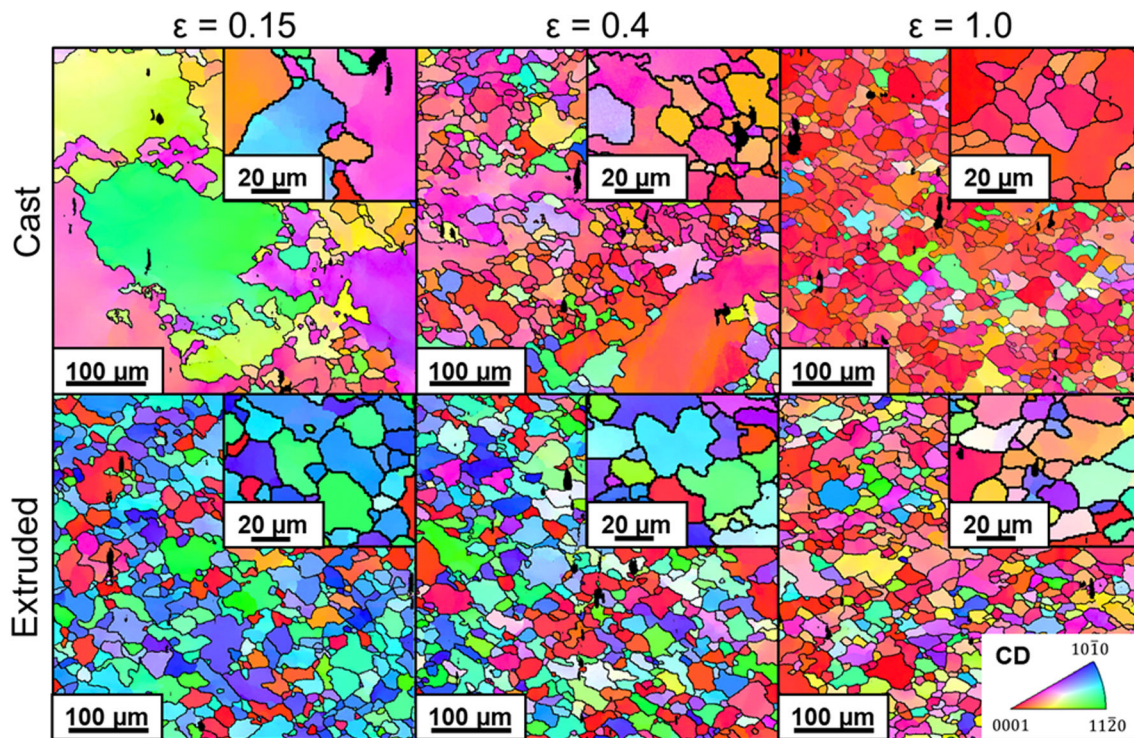 ε = 0.15 ε = 0.4 ε = 1.0
Cast
20 µm 20 µm 20 µm
100 µm 100 µm 100 µm
Extruded
20 µm 20 µm 20 µm
100 µm 100 µm 100 µm
CD
101̄0
0001 112̄0